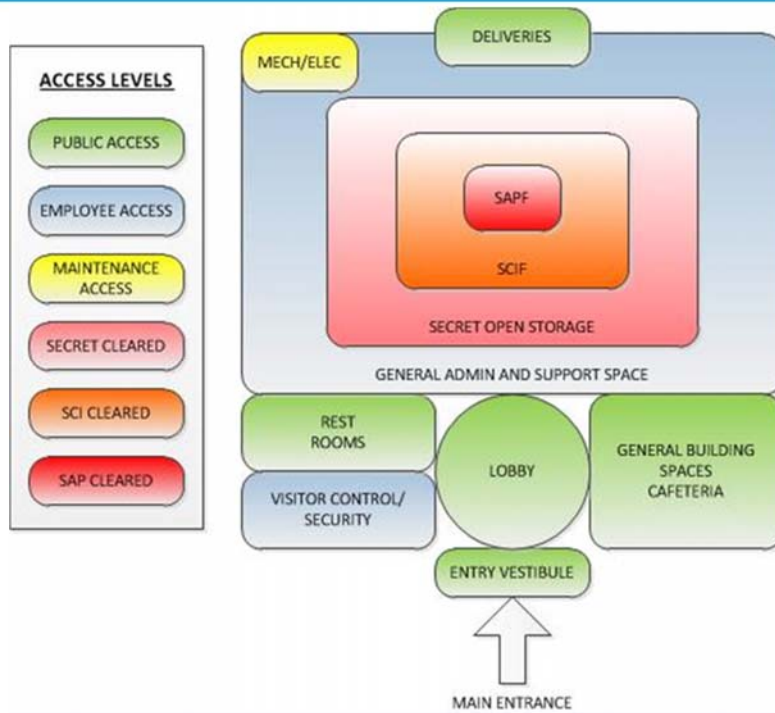 ACCESS LEVELS
PUBLIC ACCESS
EMPLOYEE ACCESS
MAINTENANCE
ACCESS
SECRET CLEARED
SCI CLEARED
SAP CLEARED
DELIVERIES
MECH/ELEC
SAPF
SCIF
SECRET OPEN STORAGE
GENERAL ADMIN AND SUPPORT SPACE
REST
ROOMS
LOBBY
GENERAL BUILDING
SPACES
CAFETERIA
VISITOR CONTROL/
SECURITY
ENTRY VESTIBULE
MAIN ENTRANCE